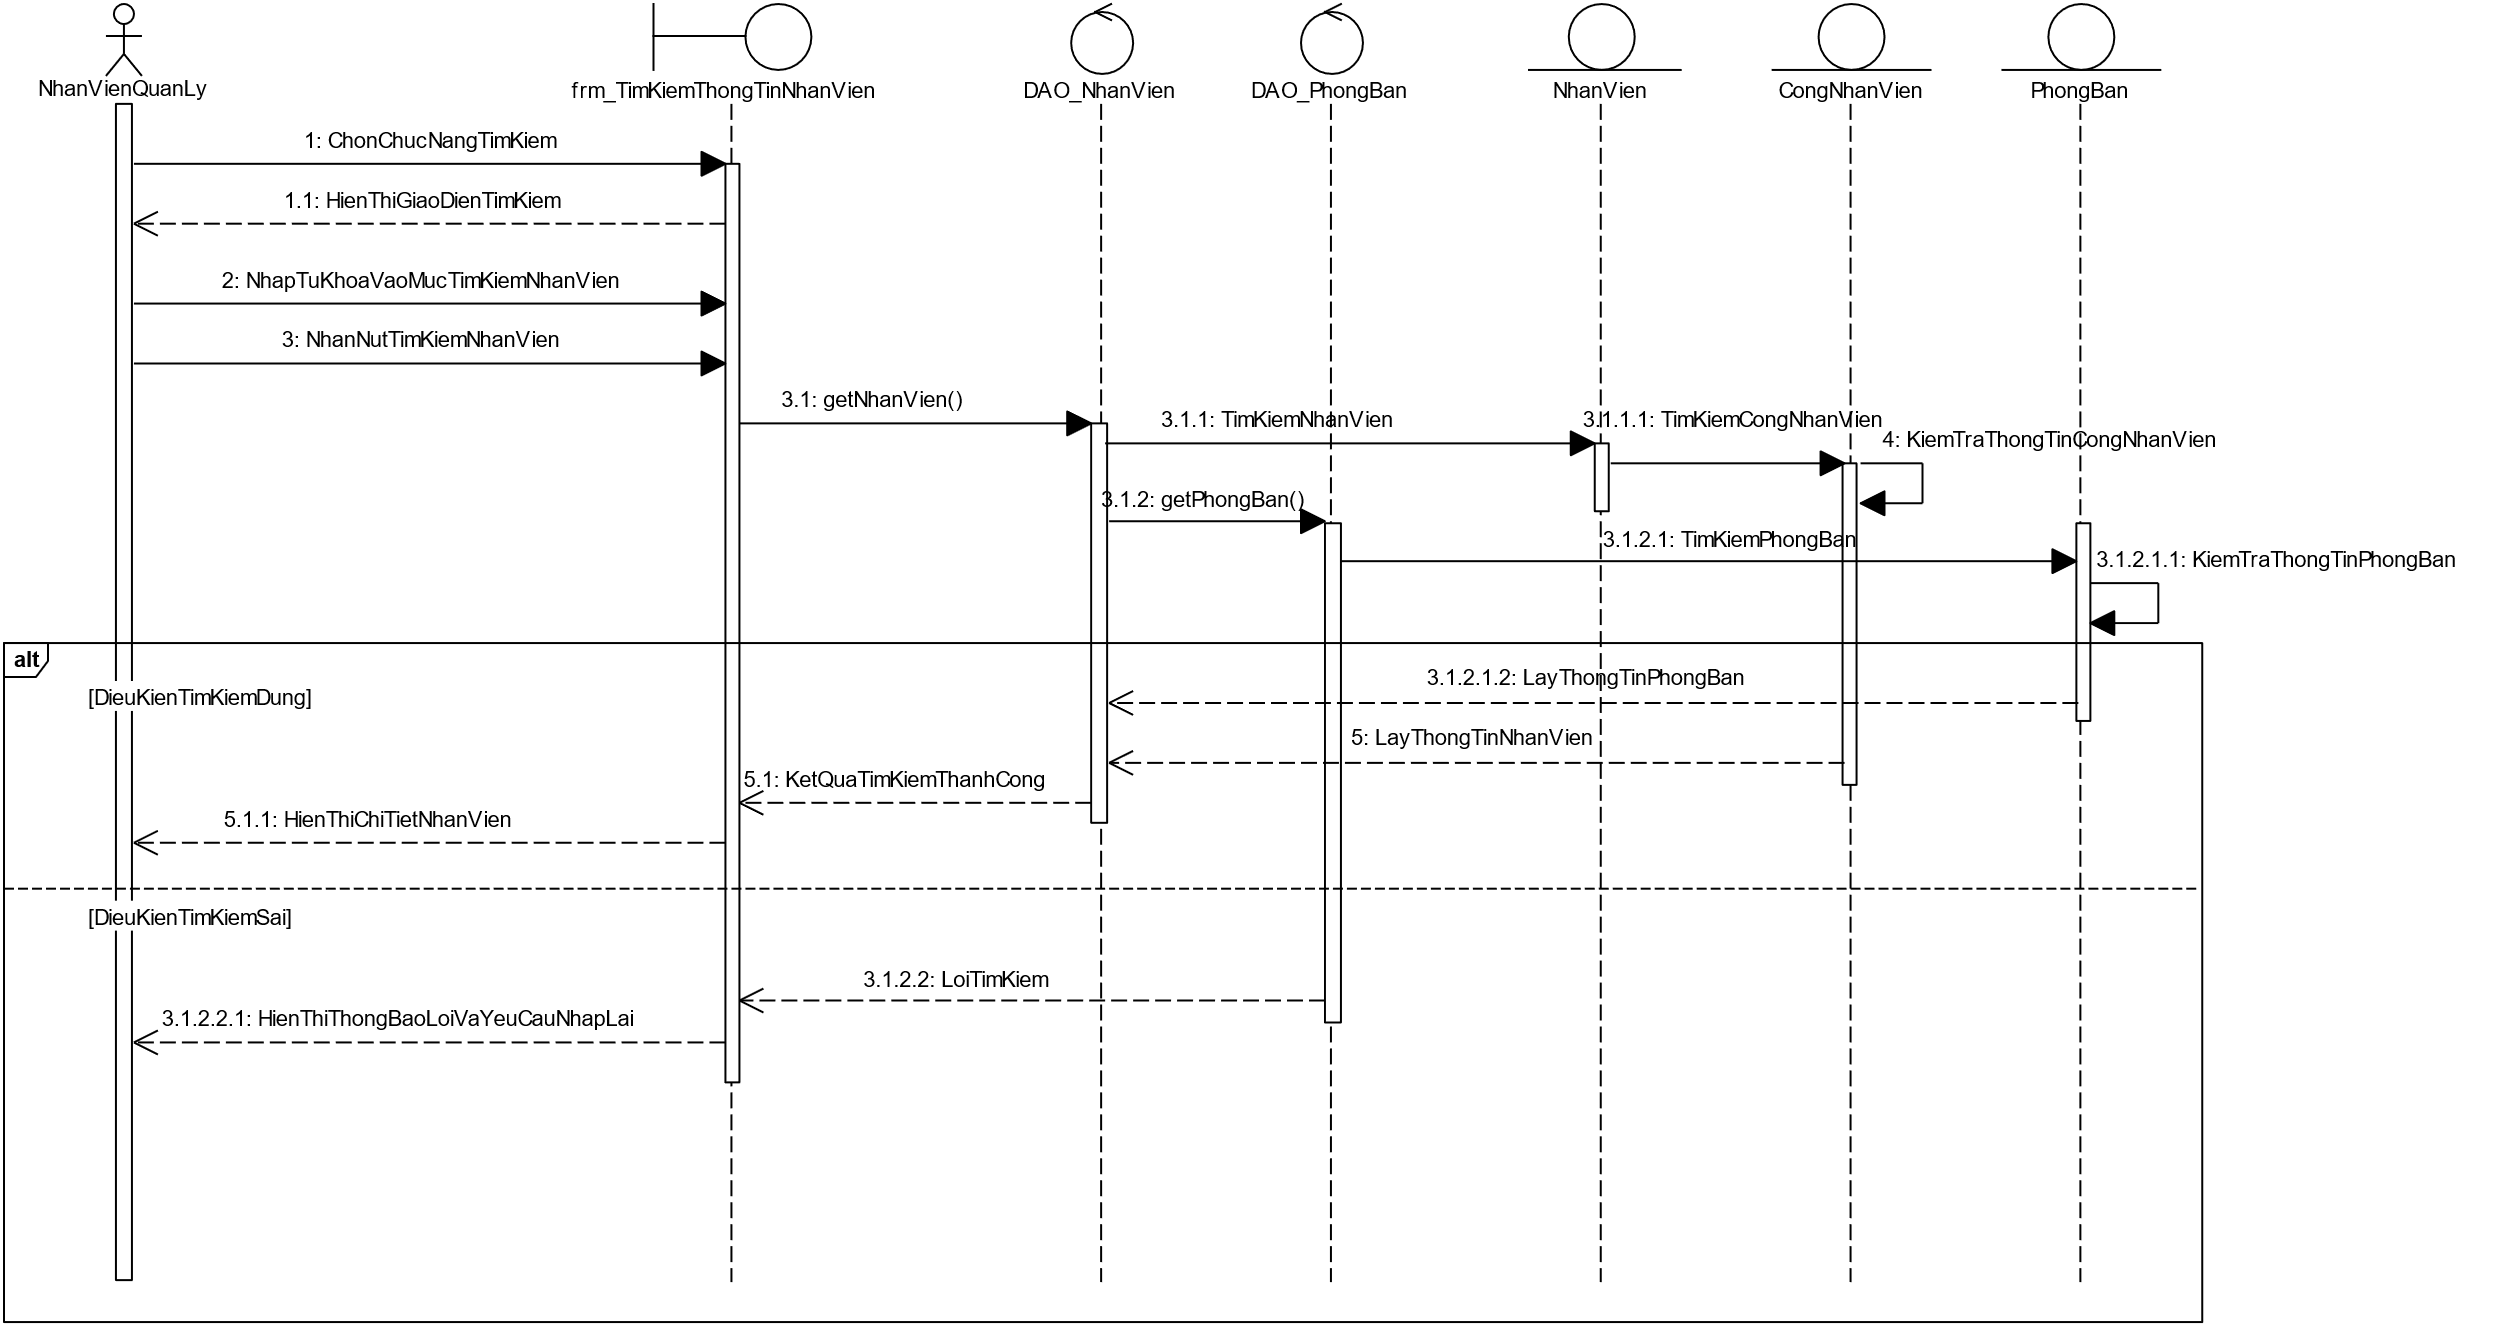 NhanVienQuanLy
frm_TimKiemThongTinNhanVien
DAO_NhanVien
DAO_PhongBan
NhanVien
CongNhanVien
PhongBan
1: ChonChucNangTimKiem
1.1: HienThiGiaoDienTimKiem
2: NhapTuKhoaVaoMucTimKiemNhanVien
3: NhanNutTimKiemNhanVien
3.1: getNhanVien()
3.1.1: TimKiemNhanVien
3.1.1.1: TimKiemCongNhanVien
4: KiemTraThongTinCongNhanVien
3.1.2: getPhongBan()
3.1.2.1: TimKiemPhongBan
3.1.2.1.1: KiemTraThongTinPhongBan
alt
[DieuKienTimKiemDung]
3.1.2.1.2: LayThongTinPhongBan
5: LayThongTinNhanVien
5.1: KetQuaTimKiemThanhCong
5.1.1: HienThiChiTietNhanVien
[DieuKienTimKiemSai]
3.1.2.2: LoiTimKiem
3.1.2.2.1: HienThiThongBaoLoiVaYeuCauNhapLai